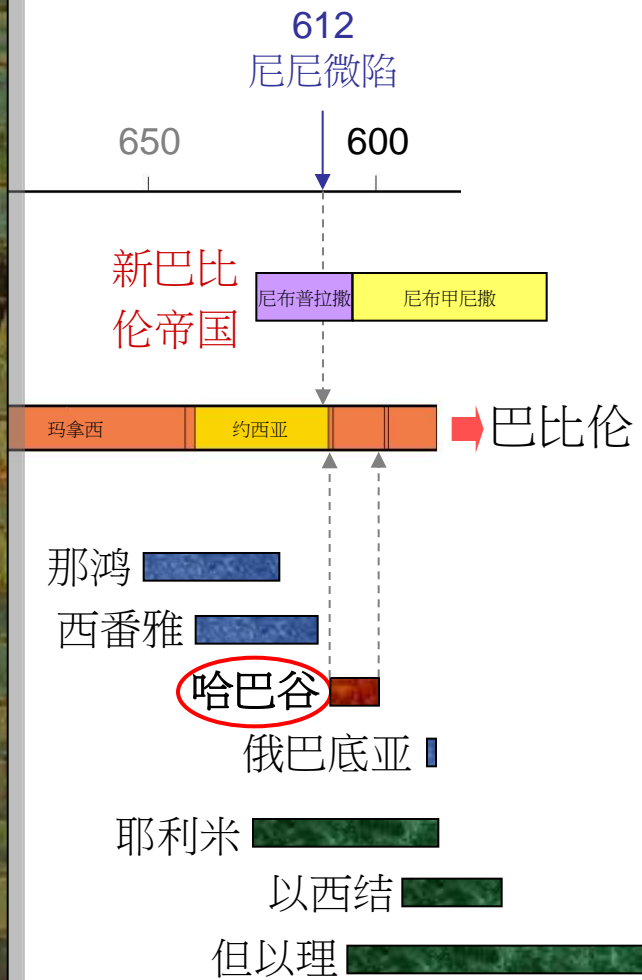 612
尼尼微陷
650
600
新巴比
伦帝国
尼布普拉撒
尼布甲尼撒
玛拿西
约西亚
巴比伦
那鸿
西番雅
哈巴谷
俄巴底亚
耶利米
以西结
但以理